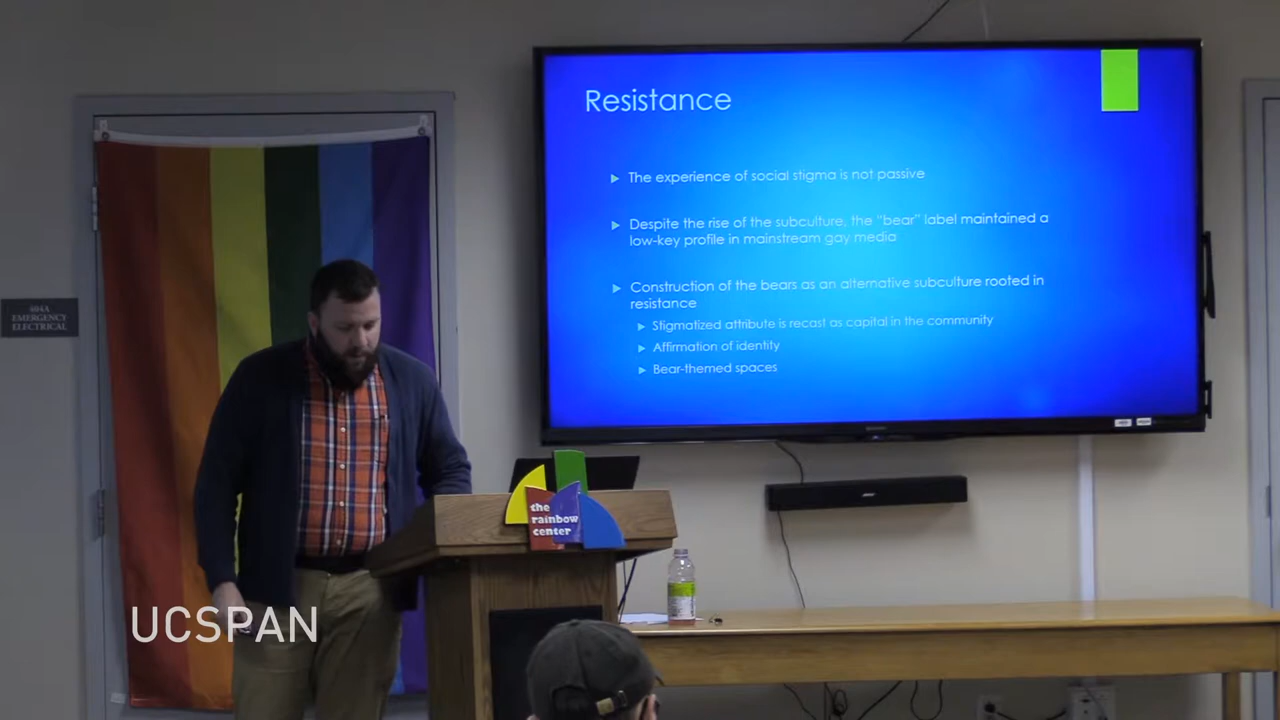 Resistance
The experience of social stigma is not passive
Despite the rise of the subculture, the "bear" label maintained a
low-key profile in mainstream gay media
Construction of the bears as an alternative subculture rooted in
resistance
Stigmatized attribute is recast as capital in the community
Affirmation of identity
Bear-themed spaces
EMERGENCY
ELECTRICAL
the
rainbow
center
UCSPAN